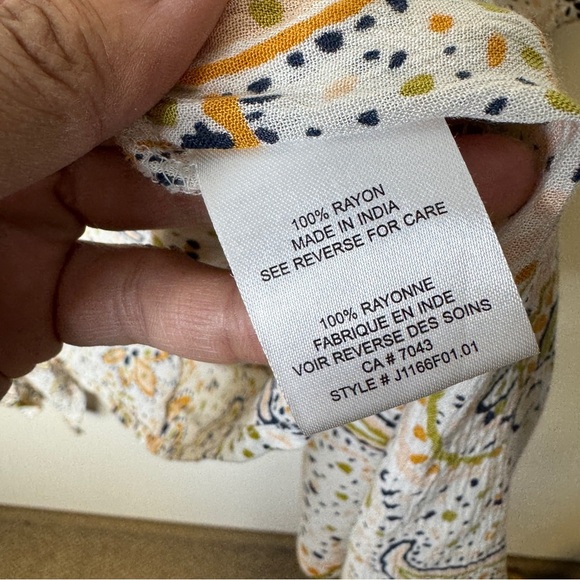 100% RAYON
MADE IN INDIA
SEE REVERSE FOR CARE
100% RAYONNE
FABRIQUE EN INDE
VOIR REVERSE DES SOINS
CA # 7043
STYLE # J1166F01.01